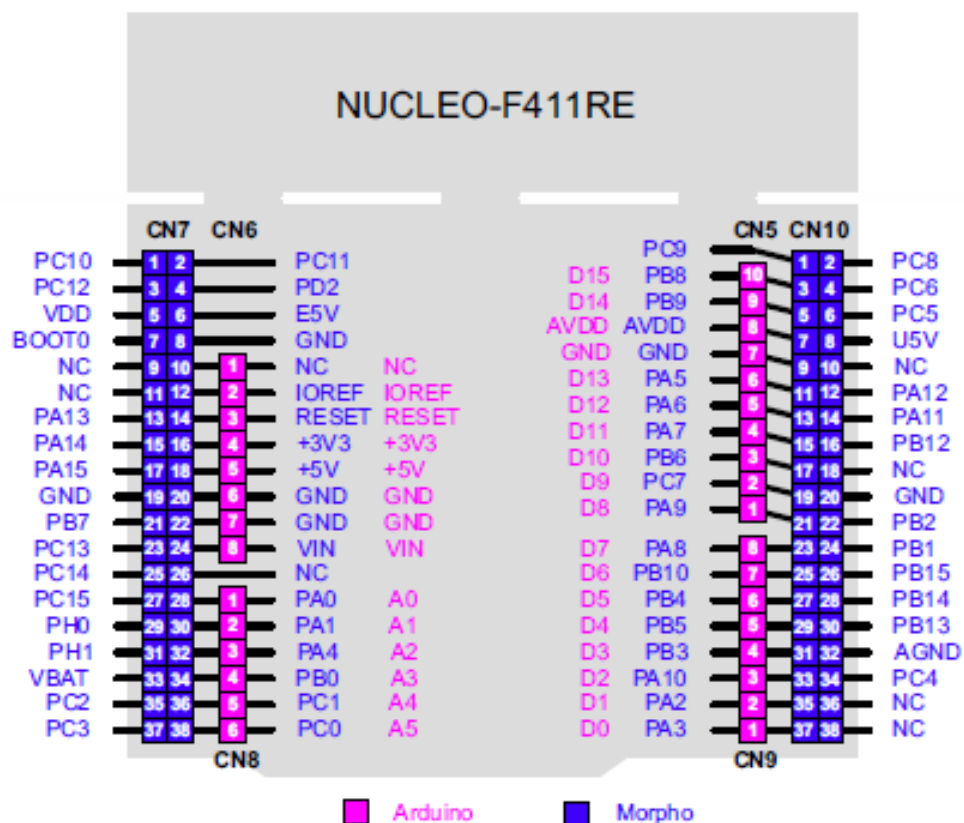 NUCLEO-F411RE
CN7 CN6 CN5 CN10
PC9
PC10 1 2 PC11 1 2 PC8
PC12 3 4 PD2 D15 PB8 10 3 4 PC6
VDD 5 6 E5V D14 PB9 9 5 6 PC5
BOOT0 7 8 GND AVDD AVDD 8 7 8 U5V
NC 9 10 1 NC NC GND GND 7 9 10 NC
NC 11 12 2 IOREF IOREF D13 PA5 6 11 12 PA12
PA13 13 14 3 RESET RESET D12 PA6 5 13 14 PA11
PA14 15 16 4 +3V3 +3V3 D11 PA7 4 15 16 PB12
PA15 17 18 5 +5V +5V D10 PB6 3 17 18 NC
GND 19 20 6 GND GND D9 PC7 2 19 20 GND
PB7 21 22 7 GND GND D8 PA9 1 21 22 PB2
PC13 23 24 8 VIN VIN D7 PA8 8 23 24 PB1
PC14 25 26 NC D6 PB10 7 25 26 PB15
PC15 27 28 1 PA0 A0 D5 PB4 6 27 28 PB14
PH0 29 30 2 PA1 A1 D4 PB5 5 29 30 PB13
PH1 31 32 3 PA4 A2 D3 PB3 4 31 32 AGND
VBAT 33 34 4 PB0 A3 D2 PA10 3 33 34 PC4
PC2 35 36 5 PC1 A4 D1 PA2 2 35 36 NC
PC3 37 38 6 PC0 A5 D0 PA3 1 37 38 NC
CN8 CN9
Arduino Morpho